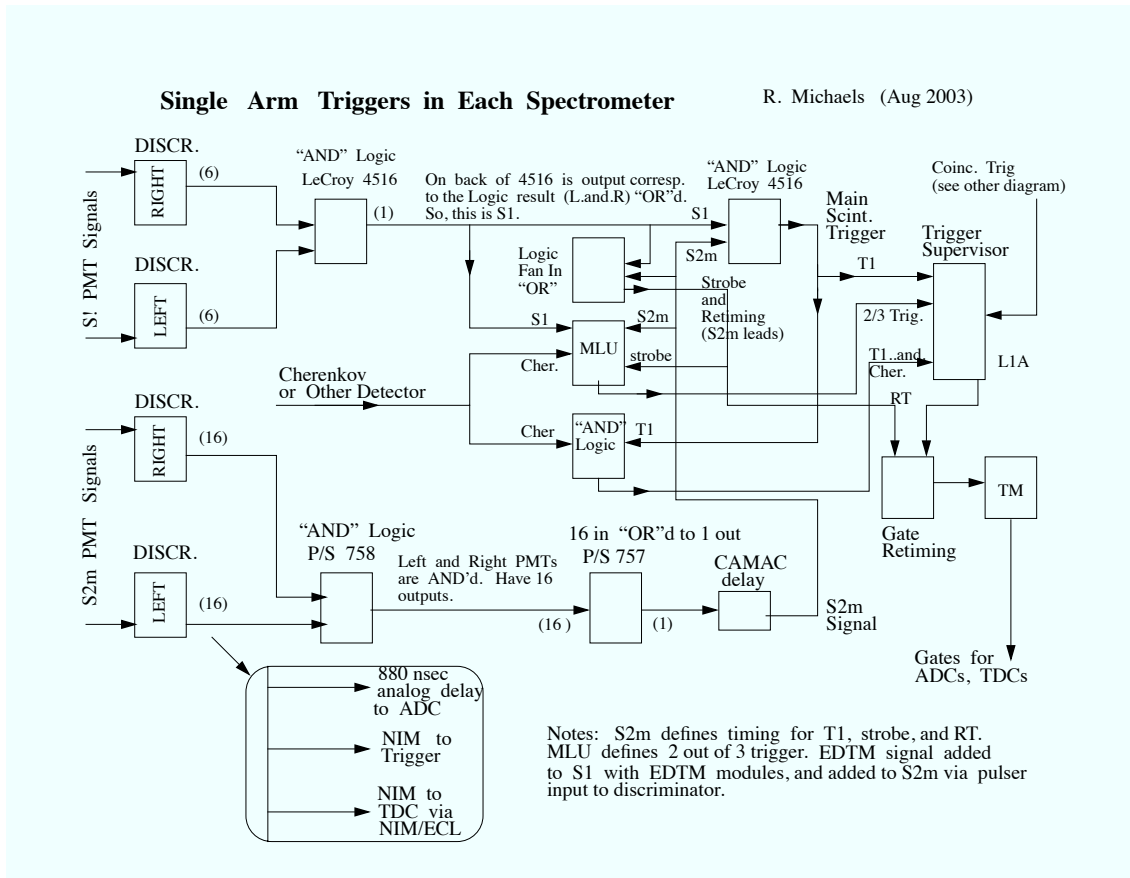 Single Arm Triggers in Each Spectrometer
R. Michaels (Aug 2003)
DISCR.
RIGHT
(6)
S! PMT Signals
DISCR.
LEFT
(6)
“AND” Logic
LeCroy 4516
(1)
On back of 4516 is output corresp.
to the Logic result (L.and.R) “OR”d.
So, this is S1.
S1
“AND” Logic
LeCroy 4516
S2m
Main
Scint.
Trigger
Coinc. Trig
(see other diagram)
Trigger
Supervisor
T1
Logic
Fan In
“OR”
Strobe
and
Retiming
(S2m leads)
2/3 Trig.
S1
S2m
MLU
Cher.
strobe
T1..and.
Cher.
L1A
Cherenkov
or Other Detector
RT
Cher
“AND”
Logic
T1
DISCR.
RIGHT
(16)
S2m PMT Signals
DISCR.
LEFT
(16)
“AND” Logic
P/S 758
Left and Right PMTs
are AND’d. Have 16
outputs.
16 in “OR”d to 1 out
P/S 757
(16 )
(1)
CAMAC
delay
S2m
Signal
Gate
Retiming
TM
Gates for
ADCs, TDCs
880 nsec
analog delay
to ADC
NIM to
Trigger
NIM to
TDC via
NIM/ECL
Notes: S2m defines timing for T1, strobe, and RT.
MLU defines 2 out of 3 trigger. EDTM signal added
to S1 with EDTM modules, and added to S2m via pulser
input to discriminator.